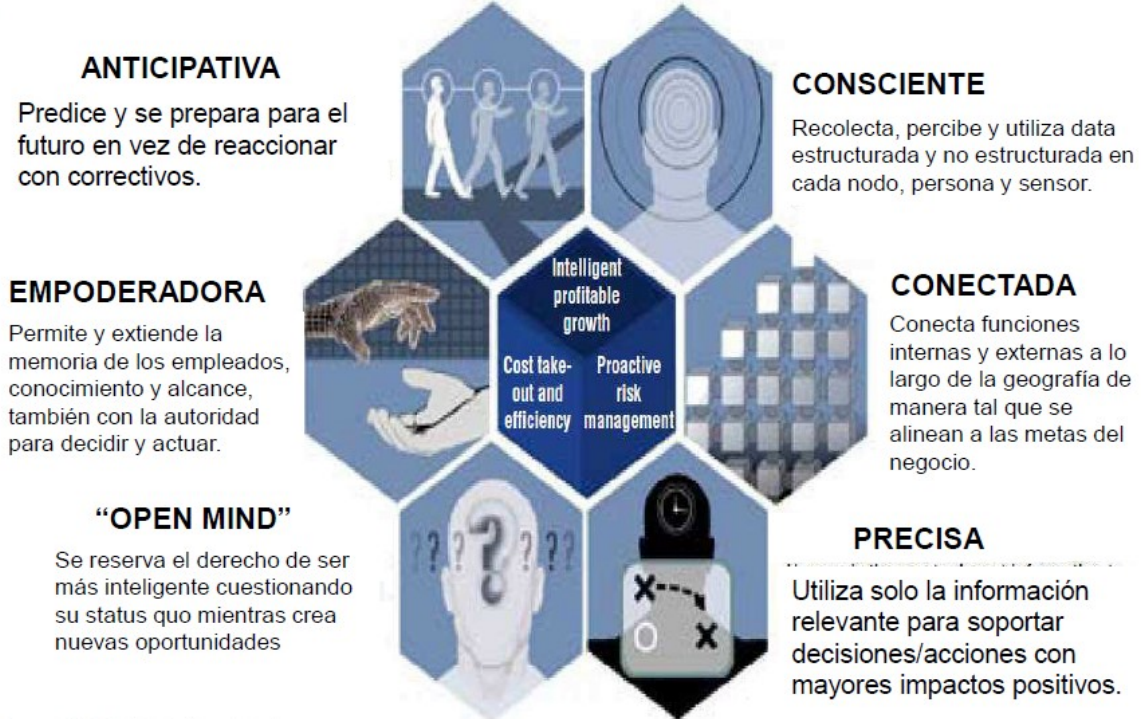 ANTICIPATIVA
Predice y se prepara para el
futuro en vez de reaccionar
con correctivos.
CONSCIENTE
Recolecta, percibe y utiliza data
estructurada y no estructurada en
cada nodo, persona y sensor.
EMPODERADORA
Permite y extiende la
memoria de los empleados,
conocimiento y alcance,
también con la autoridad
para decidir y actuar.
Intelligent
profitable
growth
Cost take-
out and
efficiency
Proactive
risk
management
CONECTADA
Conecta funciones
internas y externas a lo
largo de la geografía de
manera tal que se
alinean a las metas del
negocio.
“OPEN MIND”
Se reserva el derecho de ser
más inteligente cuestionando
su status quo mientras crea
nuevas oportunidades
? ? ? ? ? ? ?
X
O X
PRECISA
Utiliza solo la información
relevante para soportar
decisiones/acciones con
mayores impactos positivos.